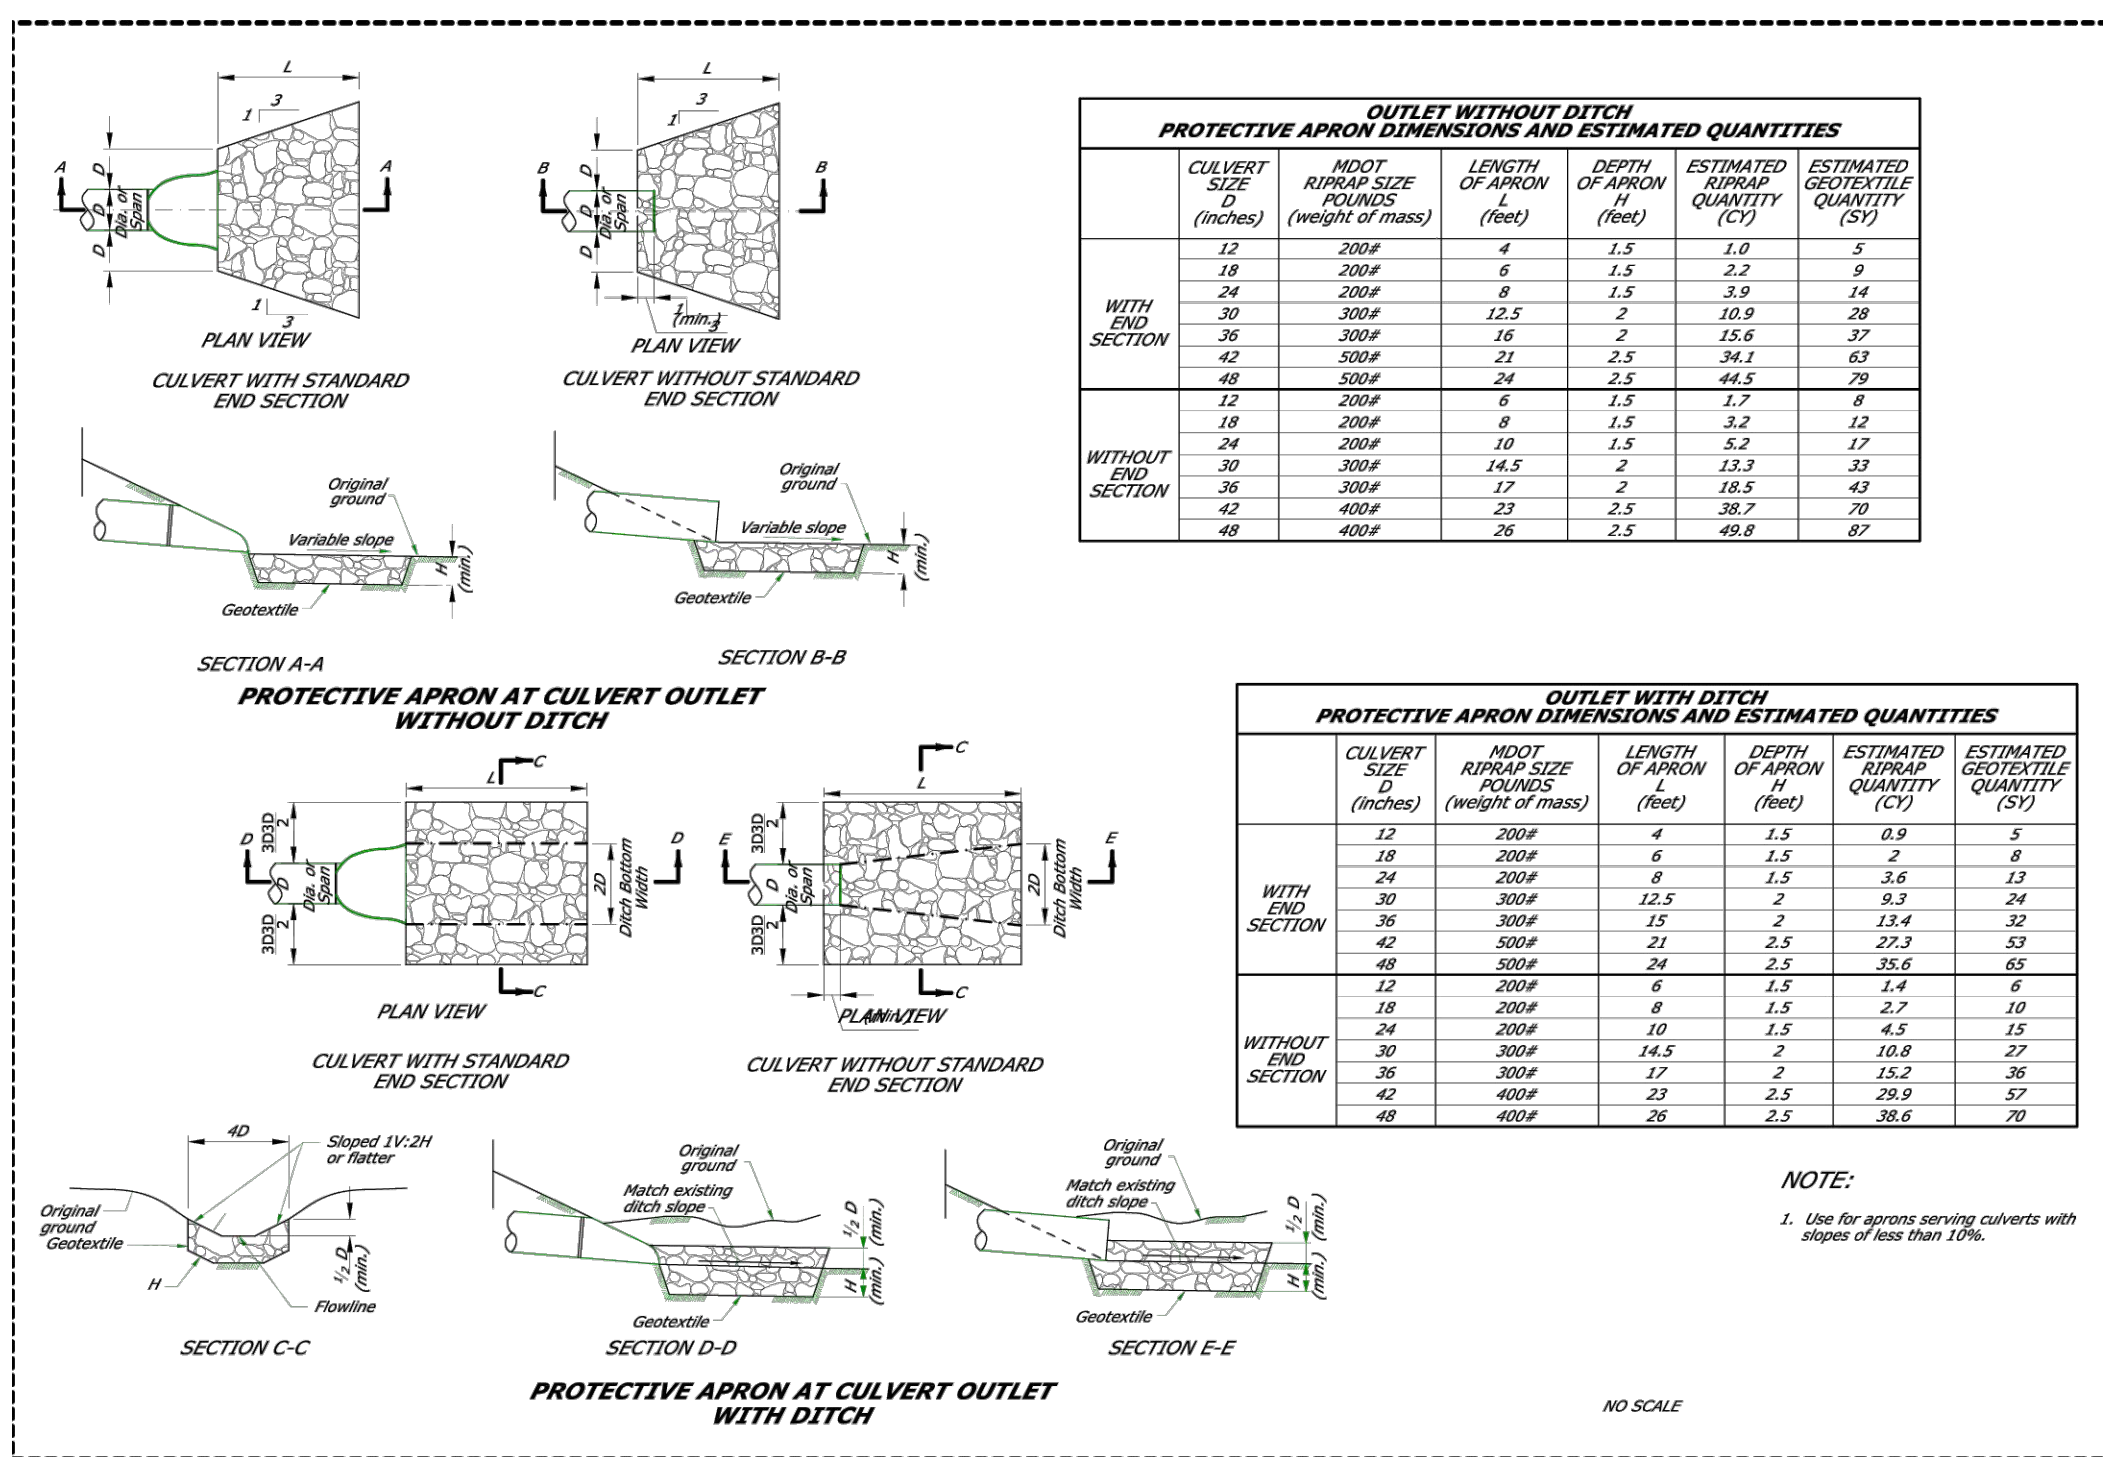 L
3
1
A
A
D
D
Dia. or
Span
D
1
3
PLAN VIEW
CULVERT WITH STANDARD
END SECTION
L
3
1
B
B
D
D
Dia. or
Span
D
1'
(min.)
3
PLAN VIEW
CULVERT WITHOUT STANDARD
END SECTION
Original
ground
Variable slope
H
(min.)
Geotextile
SECTION A-A
Original
ground
Variable slope
H
(min.)
Geotextile
SECTION B-B
PROTECTIVE APRON AT CULVERT OUTLET
WITHOUT DITCH
OUTLET WITHOUT DITCH
PROTECTIVE APRON DIMENSIONS AND ESTIMATED QUANTITIES
CULVERT SIZE D (inches) MDOT RIPRAP SIZE POUNDS (weight of mass) LENGTH OF APRON L (feet) DEPTH OF APRON H (feet) ESTIMATED RIPRAP QUANTITY (CY) ESTIMATED GEOTEXTILE QUANTITY (SY)
WITH
END
SECTION
12 200# 4 1.5 1.0 5
18 200# 6 1.5 2.2 9
24 200# 8 1.5 3.9 14
30 300# 12.5 2 10.9 28
36 300# 16 2 15.6 37
42 500# 21 2.5 34.1 63
48 500# 24 2.5 44.5 79
WITHOUT
END
SECTION
12 200# 6 1.5 1.7 8
18 200# 8 1.5 3.2 12
24 200# 10 1.5 5.2 17
30 300# 14.5 2 13.3 33
36 300# 17 2 18.5 43
42 400# 23 2.5 38.7 70
48 400# 26 2.5 49.8 87
L
C
3D3D
2
D
D
D
Dia. or
Span
3D3D
2
2D
Ditch Bottom
Width
C
PLAN VIEW
CULVERT WITH STANDARD
END SECTION
C
L
3D3D
2
E
E
D
Dia. or
Span
3D3D
2
2D
Ditch Bottom
Width
C
PLAN VIEW
(min.)
CULVERT WITHOUT STANDARD
END SECTION
OUTLET WITH DITCH
PROTECTIVE APRON DIMENSIONS AND ESTIMATED QUANTITIES
CULVERT SIZE D (inches) MDOT RIPRAP SIZE POUNDS (weight of mass) LENGTH OF APRON L (feet) DEPTH OF APRON H (feet) ESTIMATED RIPRAP QUANTITY (CY) ESTIMATED GEOTEXTILE QUANTITY (SY)
WITH
END
SECTION
12 200# 4 1.5 0.9 5
18 200# 6 1.5 2 8
24 200# 8 1.5 3.6 13
30 300# 12.5 2 9.3 24
36 300# 15 2 13.4 32
42 500# 21 2.5 27.3 53
48 500# 24 2.5 35.6 65
WITHOUT
END
SECTION
12 200# 6 1.5 1.4 6
18 200# 8 1.5 2.7 10
24 200# 10 1.5 4.5 15
30 300# 14.5 2 10.8 27
36 300# 17 2 15.2 36
42 400# 23 2.5 29.9 57
48 400# 26 2.5 38.6 70
4D
Sloped 1V:2H
or flatter
Original
ground
Geotextile
H
1/2 D
(min.)
Flowline
SECTION C-C
Original
ground
Match existing
ditch slope
1/2 D
(min.)
H
(min.)
Geotextile
SECTION D-D
Original
ground
Match existing
ditch slope
1/2 D
(min.)
H
(min.)
Geotextile
SECTION E-E
PROTECTIVE APRON AT CULVERT OUTLET
WITH DITCH
NOTE:
1. Use for aprons serving culverts with
slopes of less than 10%.
NO SCALE